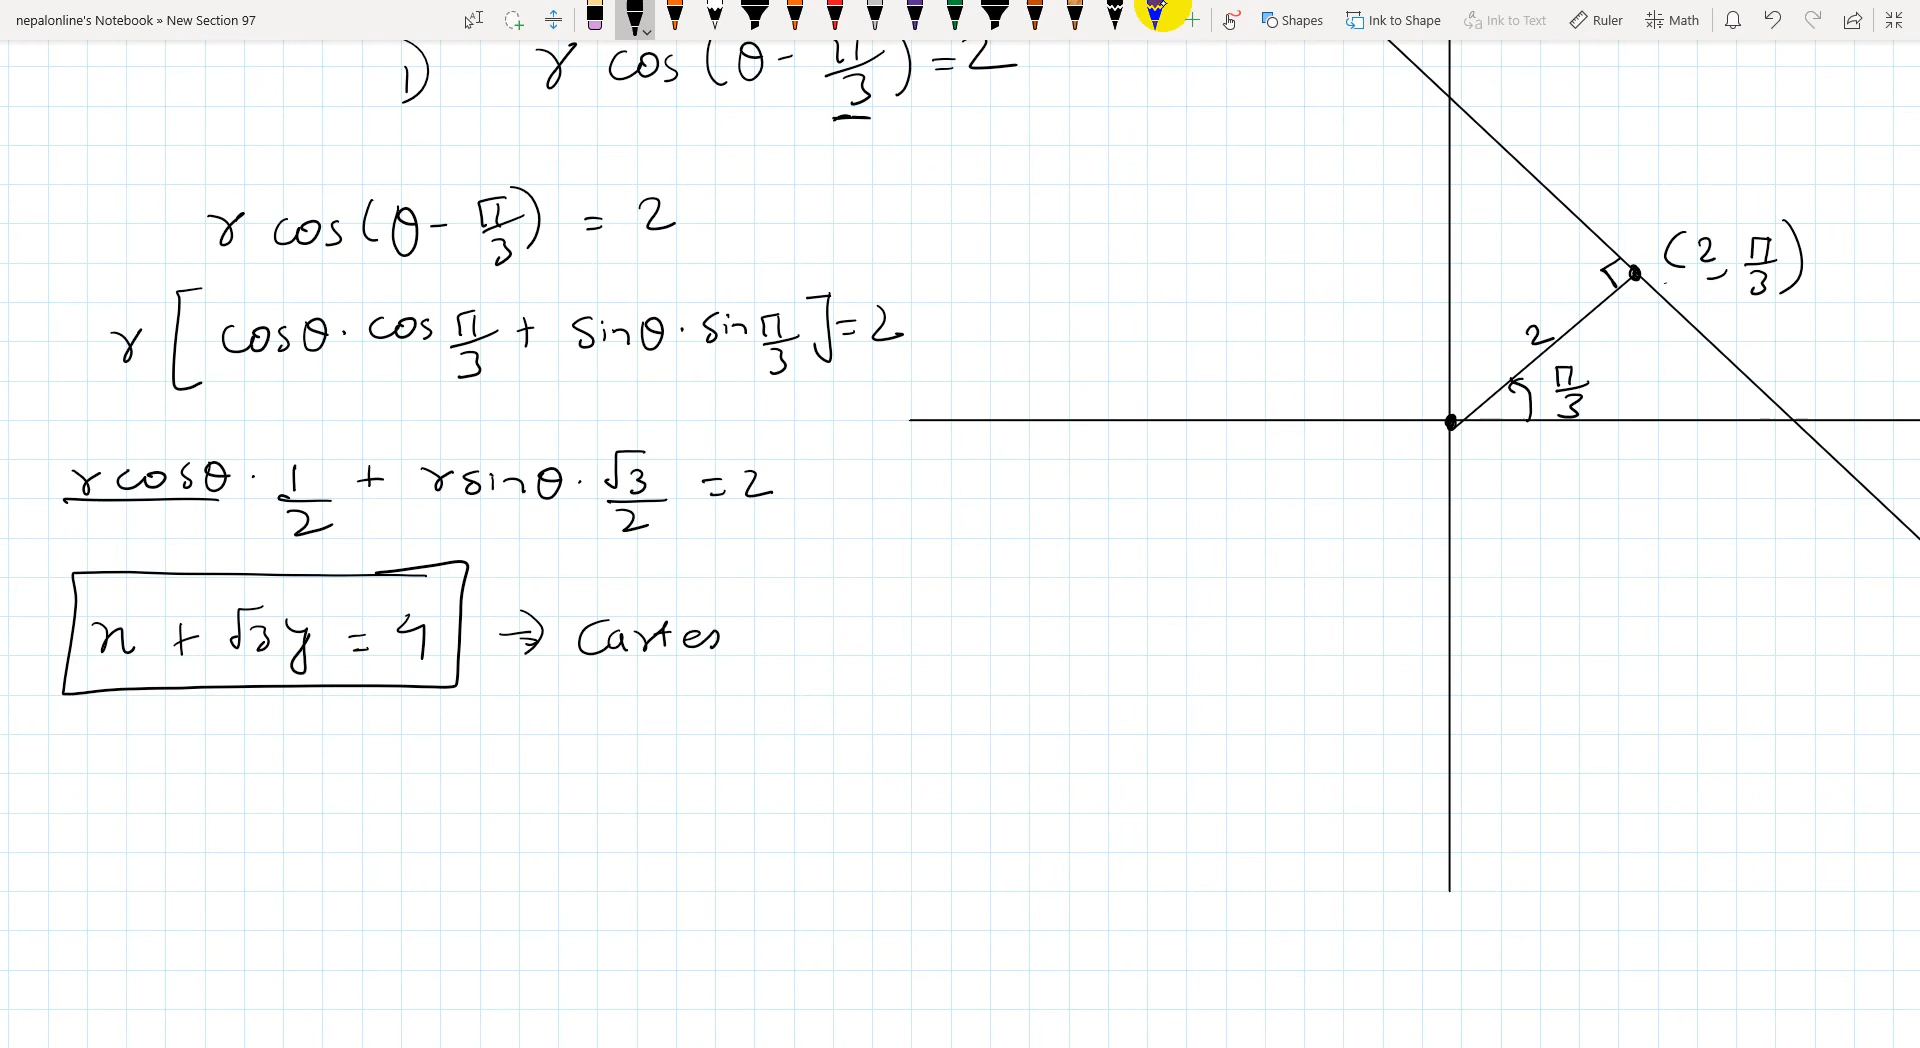 nepalonline's Notebook » New Section 97
Shapes
Ink to Shape
Ink to Text
Ruler
Math
1) r cos (θ - π/3) = 2
r cos (θ - π/3) = 2
r [ cosθ · cos π/3 + sinθ · sin π/3 ] = 2
r cosθ · 1/2 + r sinθ · √3/2 = 2
x + √3y = 4 → Cartes
(2, π/3)
2
π/3